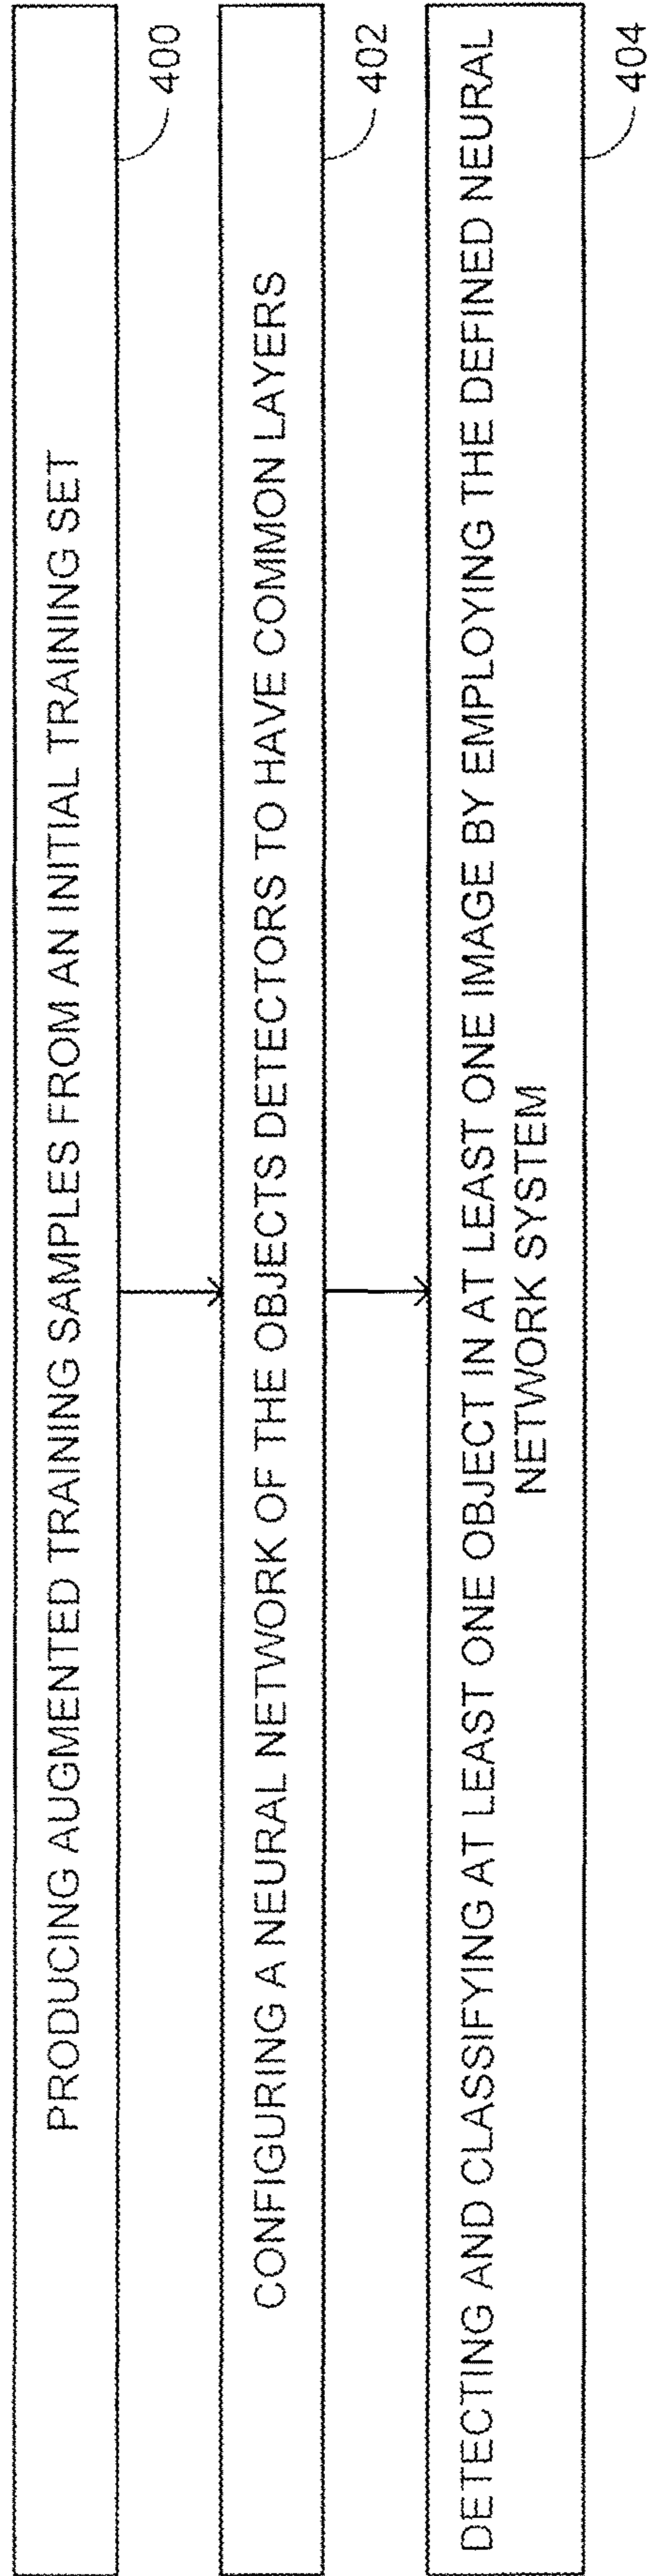 PRODUCING AUGMENTED TRAINING SAMPLES FROM AN INITIAL TRAINING SET
400
CONFIGURING A NEURAL NETWORK OF THE OBJECTS DETECTORS TO HAVE COMMON LAYERS
402
DETECTING AND CLASSIFYING AT LEAST ONE OBJECT IN AT LEAST ONE IMAGE BY EMPLOYING THE DEFINED NEURAL
NETWORK SYSTEM
404